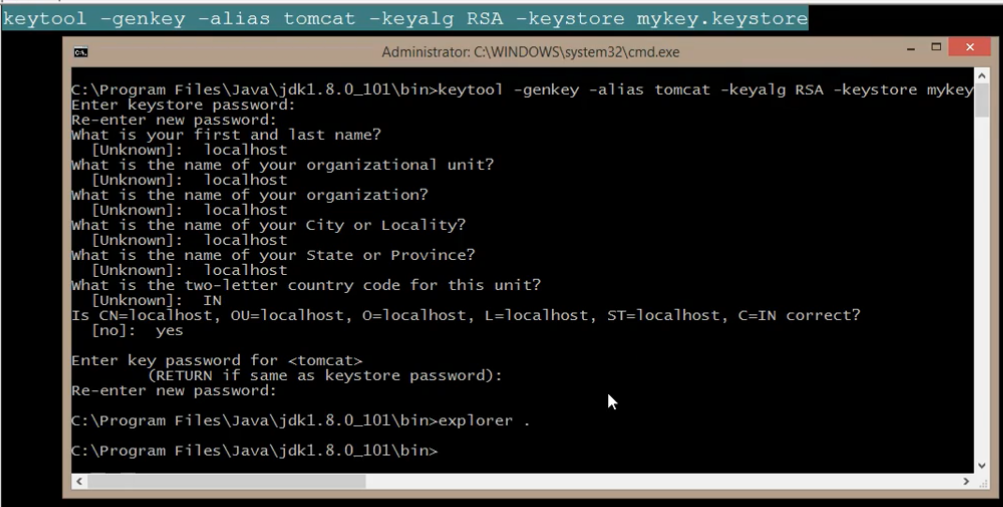 keytool -genkey -alias tomcat -keyalg RSA -keystore mykey.keystore
Administrator: C:\WINDOWS\system32\cmd.exe
C:\Program Files\Java\jdk1.8.0_101\bin>keytool -genkey -alias tomcat -keyalg RSA -keystore mykey
Enter keystore password:
Re-enter new password:
What is your first and last name?
[Unknown]: localhost
What is the name of your organizational unit?
[Unknown]: localhost
What is the name of your organization?
[Unknown]: localhost
What is the name of your City or Locality?
[Unknown]: localhost
What is the name of your State or Province?
[Unknown]: localhost
What is the two-letter country code for this unit?
[Unknown]: IN
Is CN=localhost, OU=localhost, O=localhost, L=localhost, ST=localhost, C=IN correct?
[no]: yes
Enter key password for <tomcat>
(RETURN if same as keystore password):
Re-enter new password:
C:\Program Files\Java\jdk1.8.0_101\bin>explorer .
C:\Program Files\Java\jdk1.8.0_101\bin>